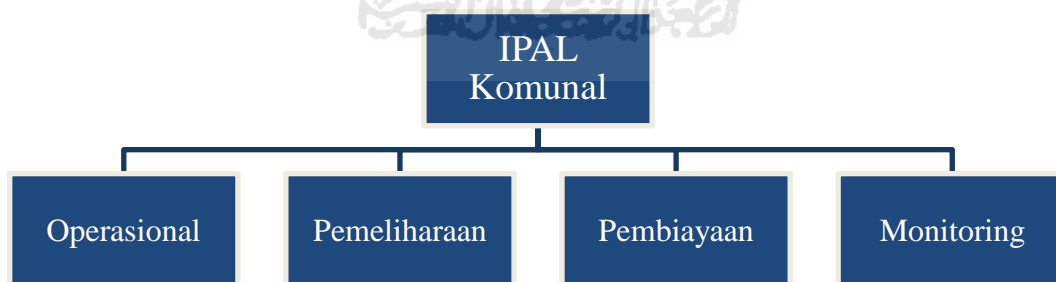 IPAL
Komunal
Operasional
Pemeliharaan
Pembiayaan
Monitoring